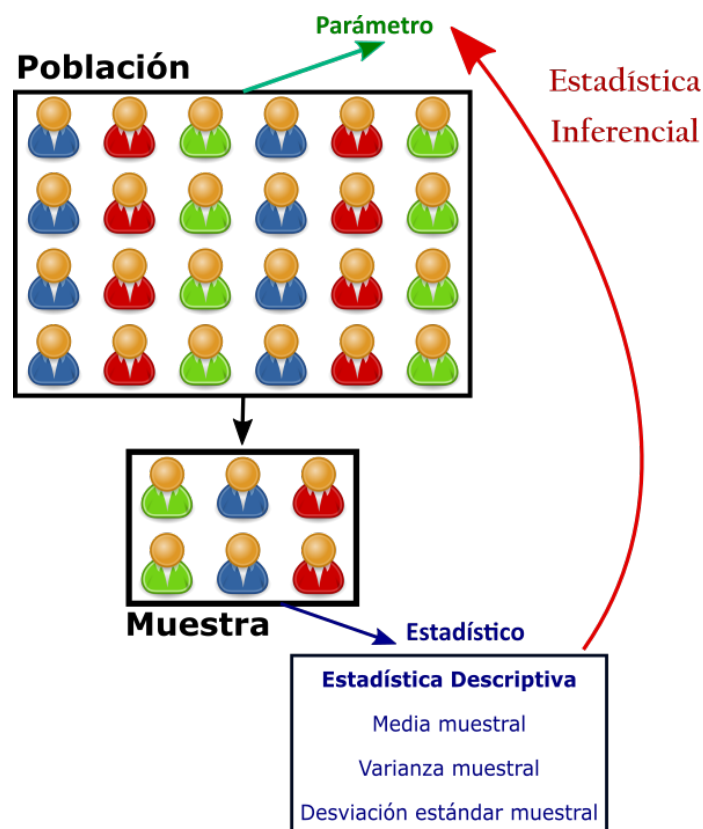 Parámetro
Población
Estadística
Inferencial
Muestra
Estadístico
Estadística Descriptiva
Media muestral
Varianza muestral
Desviación estándar muestral